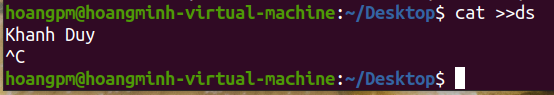 hoangpm@hoangminh-virtual-machine:~/Desktop$ cat >>ds
Khanh Duy
^C
hoangpm@hoangminh-virtual-machine:~/Desktop$